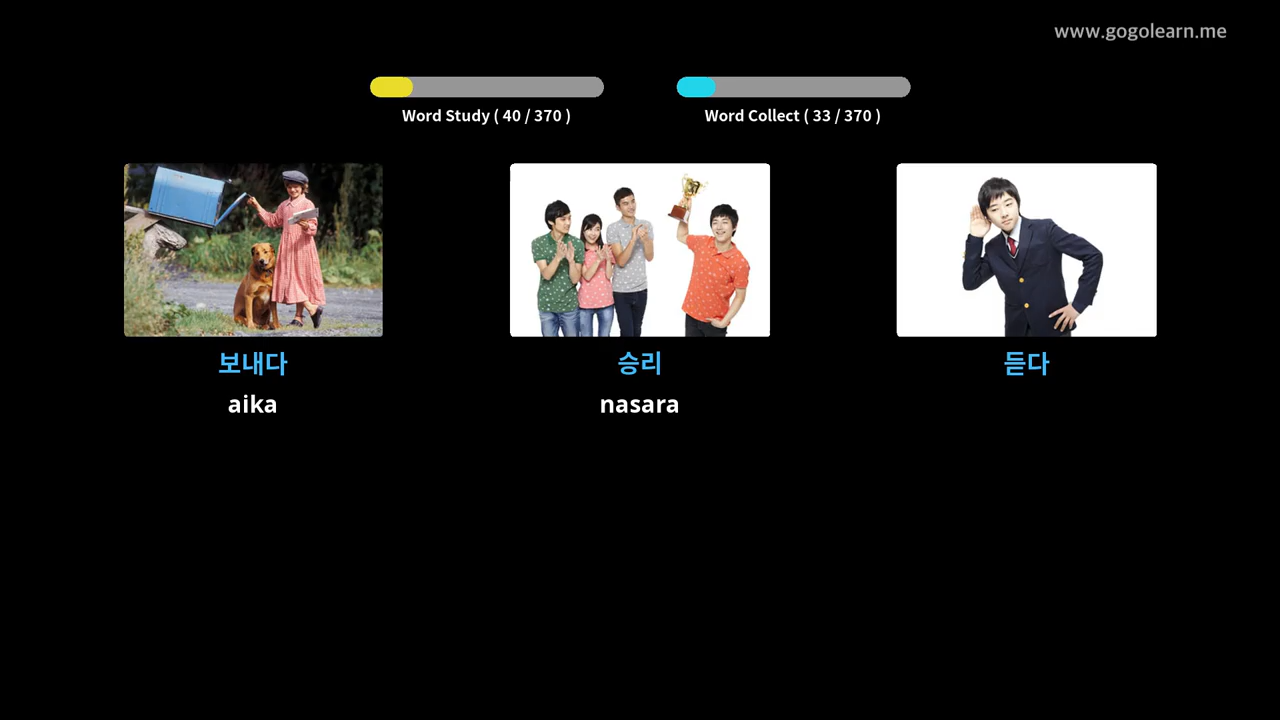 www.gogolearn.me
Word Study ( 40 / 370 )
Word Collect ( 33 / 370 )
보내다
승리
듣다
aika
nasara